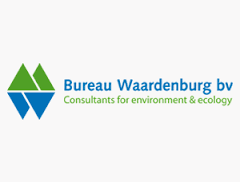 Bureau Waardenburg bv
Consultants for environment & ecology